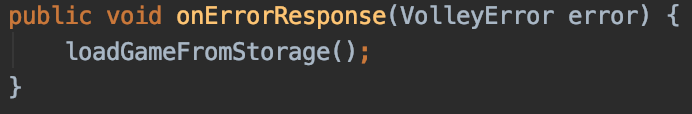 public void onErrorResponse(VolleyError error) {
    loadGameFromStorage();
}